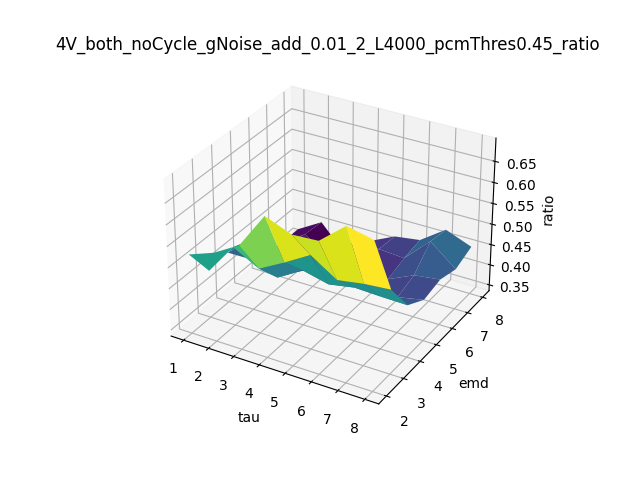 4V_both_noCycle_gNoise_add_0.01_2_L4000_pcmThres0.45_ratio
0.65
0.60
0.55
0.50
0.45
0.40
0.35
ratio
1 2 3 4 5 6 7 8
tau
2 3 4 5 6 7 8
emd